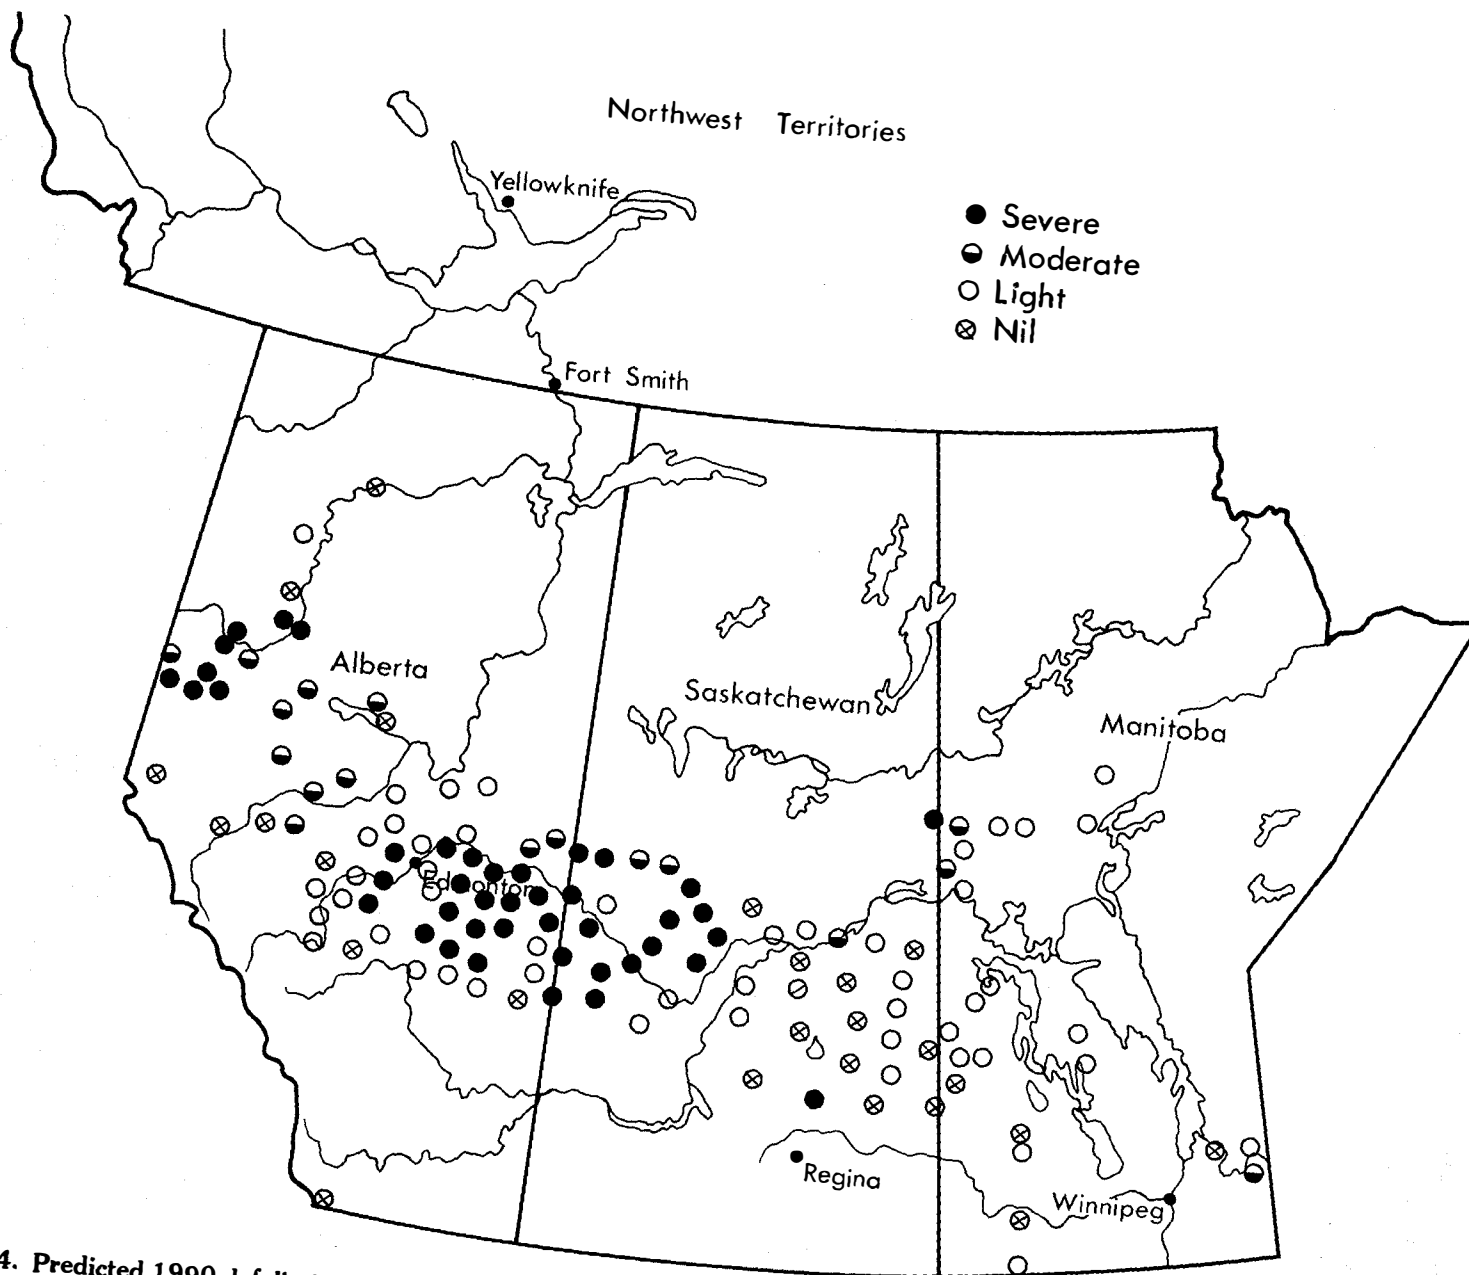 Northwest Territories
Yellowknife
Severe
Moderate
Light
Nil
Fort Smith
Alberta
Saskatchewan
Manitoba
Edmonton
Regina
Winnipeg
4. Predicted 1990